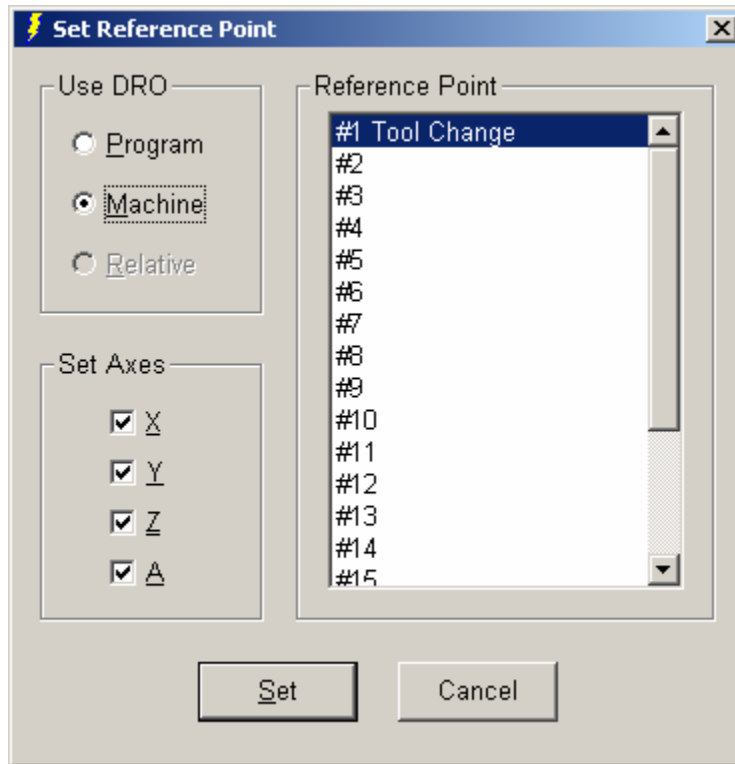 Set Reference Point
Use DRO
Program
Machine
Relative
Set Axes
X
Y
Z
A
Reference Point
#1 Tool Change
#2
#3
#4
#5
#6
#7
#8
#9
#10
#11
#12
#13
#14
#15
Set
Cancel